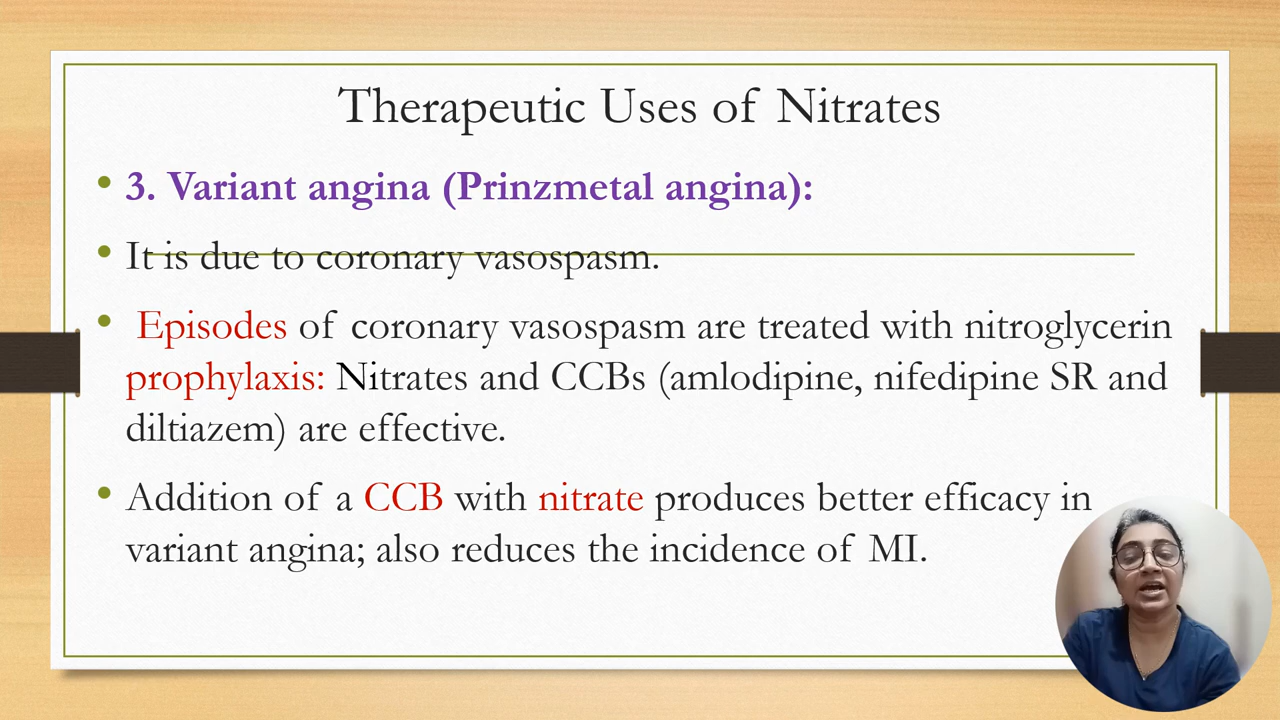 Therapeutic Uses of Nitrates
• 3. Variant angina (Prinzmetal angina):
• It is due to coronary vasospasm.
• Episodes of coronary vasospasm are treated with nitroglycerin
prophylaxis: Nitrates and CCBs (amlodipine, nifedipine SR and
diltiazem) are effective.
• Addition of a CCB with nitrate produces better efficacy in
variant angina; also reduces the incidence of MI.